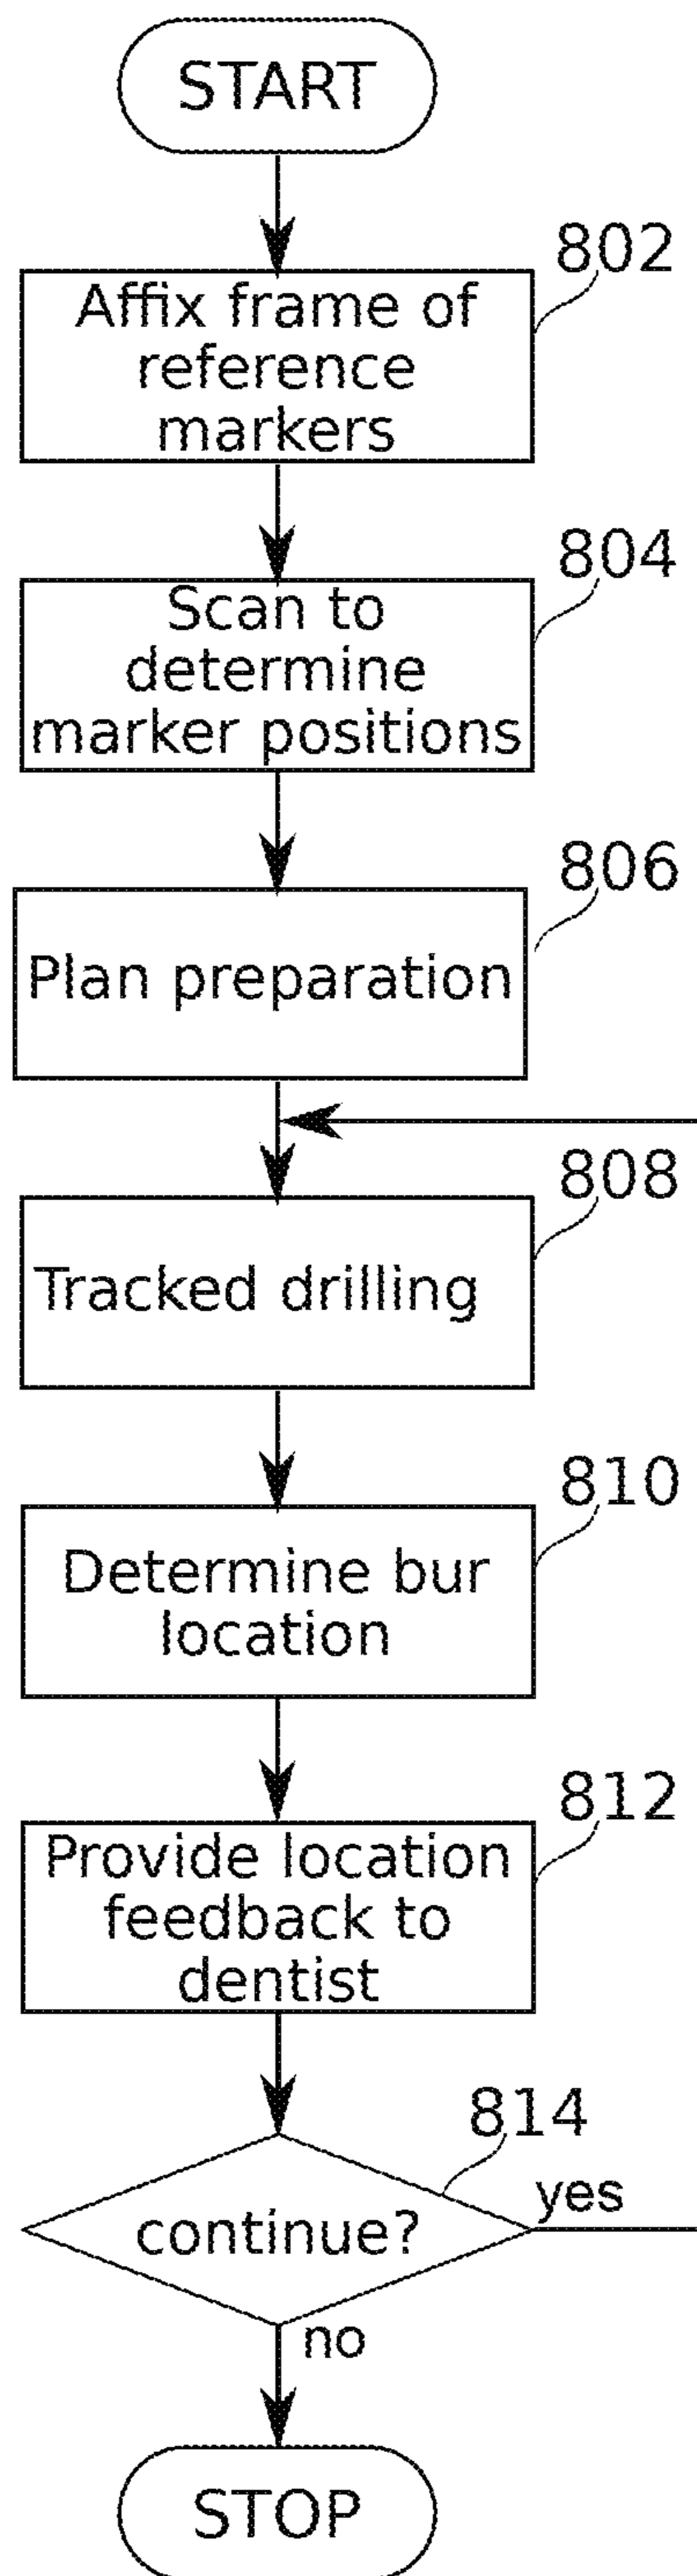 START
802
Affix frame of
reference
markers
804
Scan to
determine
marker positions
806
Plan preparation
808
Tracked drilling
810
Determine bur
location
812
Provide location
feedback to
dentist
814
continue?
yes
no
STOP